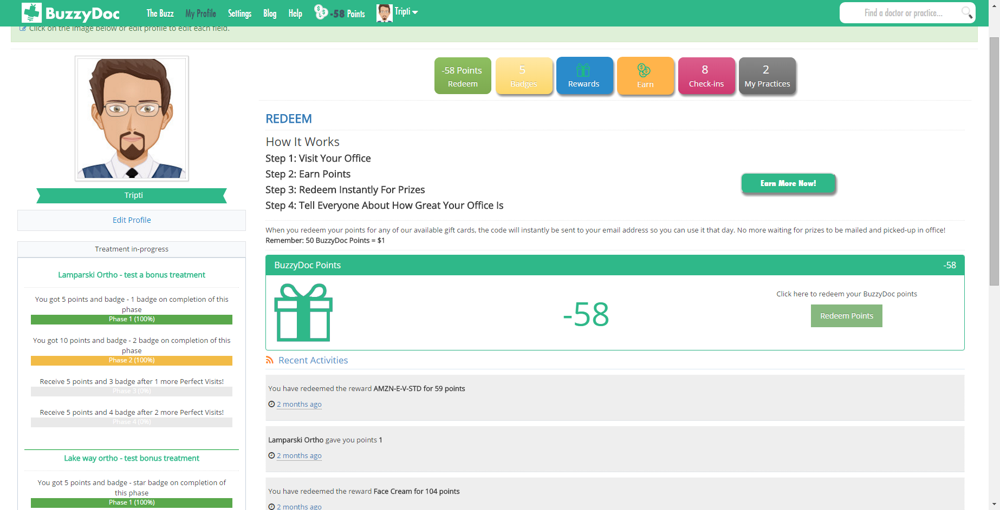 BuzzyDoc
The Buzz
My Profile
Settings
Blog
Help
-58 Points
Tripti
Find a doctor or practice...
Click on the image below or edit profile to edit each field.
Tripti
Edit Profile
Treatment in-progress
Lamparski Ortho - test a bonus treatment
You got 5 points and badge - 1 badge on completion of this
phase
Phase 1 (100%)
You got 10 points and badge - 2 badge on completion of this
phase
Phase 2 (100%)
Receive 5 points and 3 badge after 1 more Perfect Visits!
Phase 3 (0%)
Receive 5 points and 4 badge after 2 more Perfect Visits!
Phase 4 (0%)
Lake way ortho - test bonus treatment
You got 5 points and badge - star badge on completion of
this phase
Phase 1 (100%)
-58 Points
Redeem
5
Badges
Rewards
Earn
8
Check-ins
2
My Practices
REDEEM
How It Works
Step 1: Visit Your Office
Step 2: Earn Points
Step 3: Redeem Instantly For Prizes
Step 4: Tell Everyone About How Great Your Office Is
Earn More Now!
When you redeem your points for any of our available gift cards, the code will instantly be sent to your email address so you can use it that day. No more waiting for prizes to be mailed and picked-up in office!
Remember: 50 BuzzyDoc Points = $1
BuzzyDoc Points
-58
-58
Click here to redeem your BuzzyDoc points
Redeem Points
Recent Activities
You have redeemed the reward AMZN-E-V-STD for 59 points
2 months ago
Lamparski Ortho gave you points 1
2 months ago
You have redeemed the reward Face Cream for 104 points
2 months ago